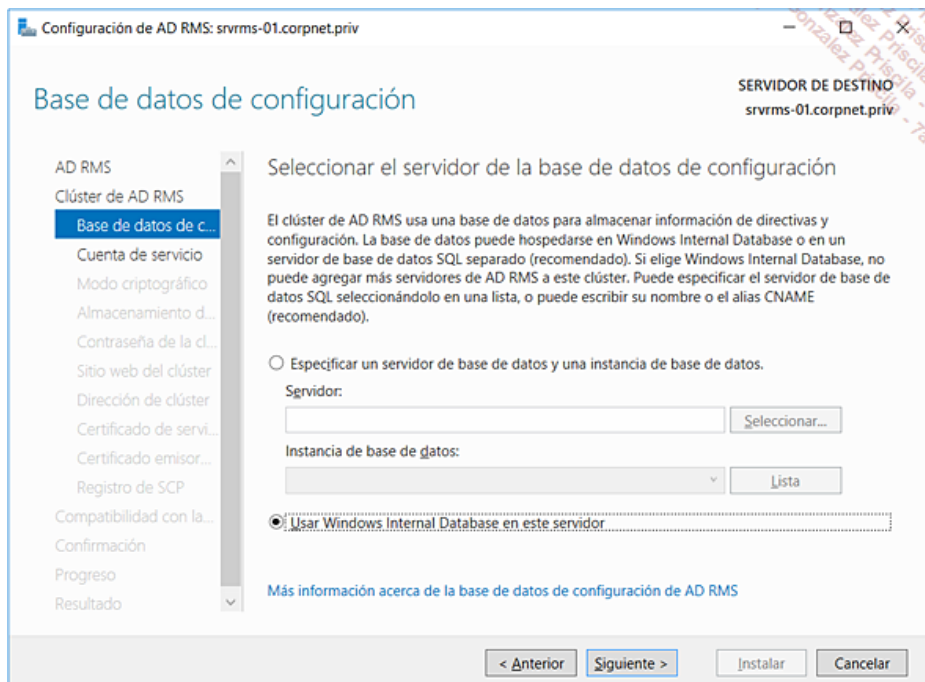 Configuración de AD RMS: srvrms-01.corpnet.priv
Base de datos de configuración
SERVIDOR DE DESTINO
srvrms-01.corpnet.priv
AD RMS
Clúster de AD RMS
Base de datos de c...
Cuenta de servicio
Modo criptográfico
Almacenamiento d...
Contraseña de la cl...
Sitio web del clúster
Dirección de clúster
Certificado de servi...
Certificado emisor...
Registro de SCP
Compatibilidad con la...
Confirmación
Progreso
Resultado
Seleccionar el servidor de la base de datos de configuración
El clúster de AD RMS usa una base de datos para almacenar información de directivas y
configuración. La base de datos puede hospedarse en Windows Internal Database o en un
servidor de base de datos SQL separado (recomendado). Si elige Windows Internal Database, no
puede agregar más servidores de AD RMS a este clúster. Puede especificar el servidor de base de
datos SQL seleccionándolo en una lista, o puede escribir su nombre o el alias CNAME
(recomendado).
Especificar un servidor de base de datos y una instancia de base de datos.
Servidor:
Seleccionar...
Instancia de base de datos:
Lista
Usar Windows Internal Database en este servidor
Más información acerca de la base de datos de configuración de AD RMS
< Anterior
Siguiente >
Instalar
Cancelar
Gonzalez Priscila